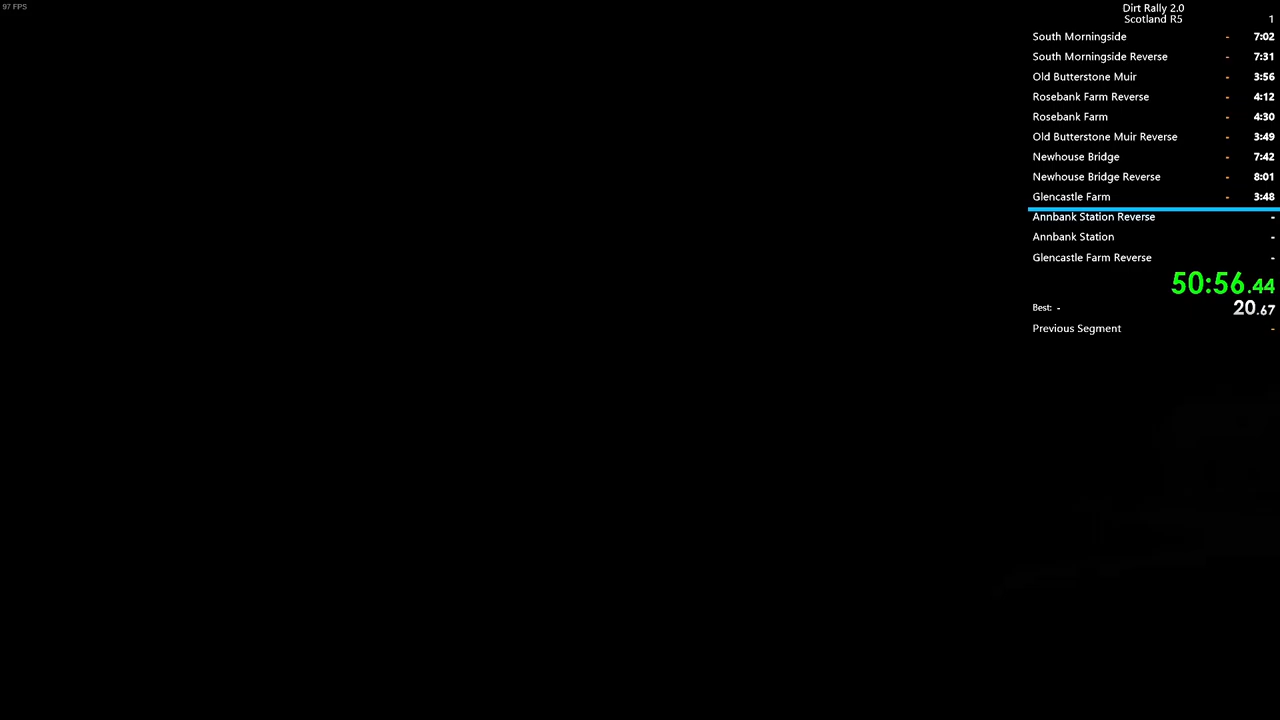 97 FPS
Dirt Rally 2.0
Scotland R5 1
South Morningside - 7:02
South Morningside Reverse - 7:31
Old Butterstone Muir - 3:56
Rosebank Farm Reverse - 4:12
Rosebank Farm - 4:30
Old Butterstone Muir Reverse - 3:49
Newhouse Bridge - 7:42
Newhouse Bridge Reverse - 8:01
Glencastle Farm - 3:48
Annbank Station Reverse -
Annbank Station -
Glencastle Farm Reverse -
50:56.44
Best: - 20.67
Previous Segment -